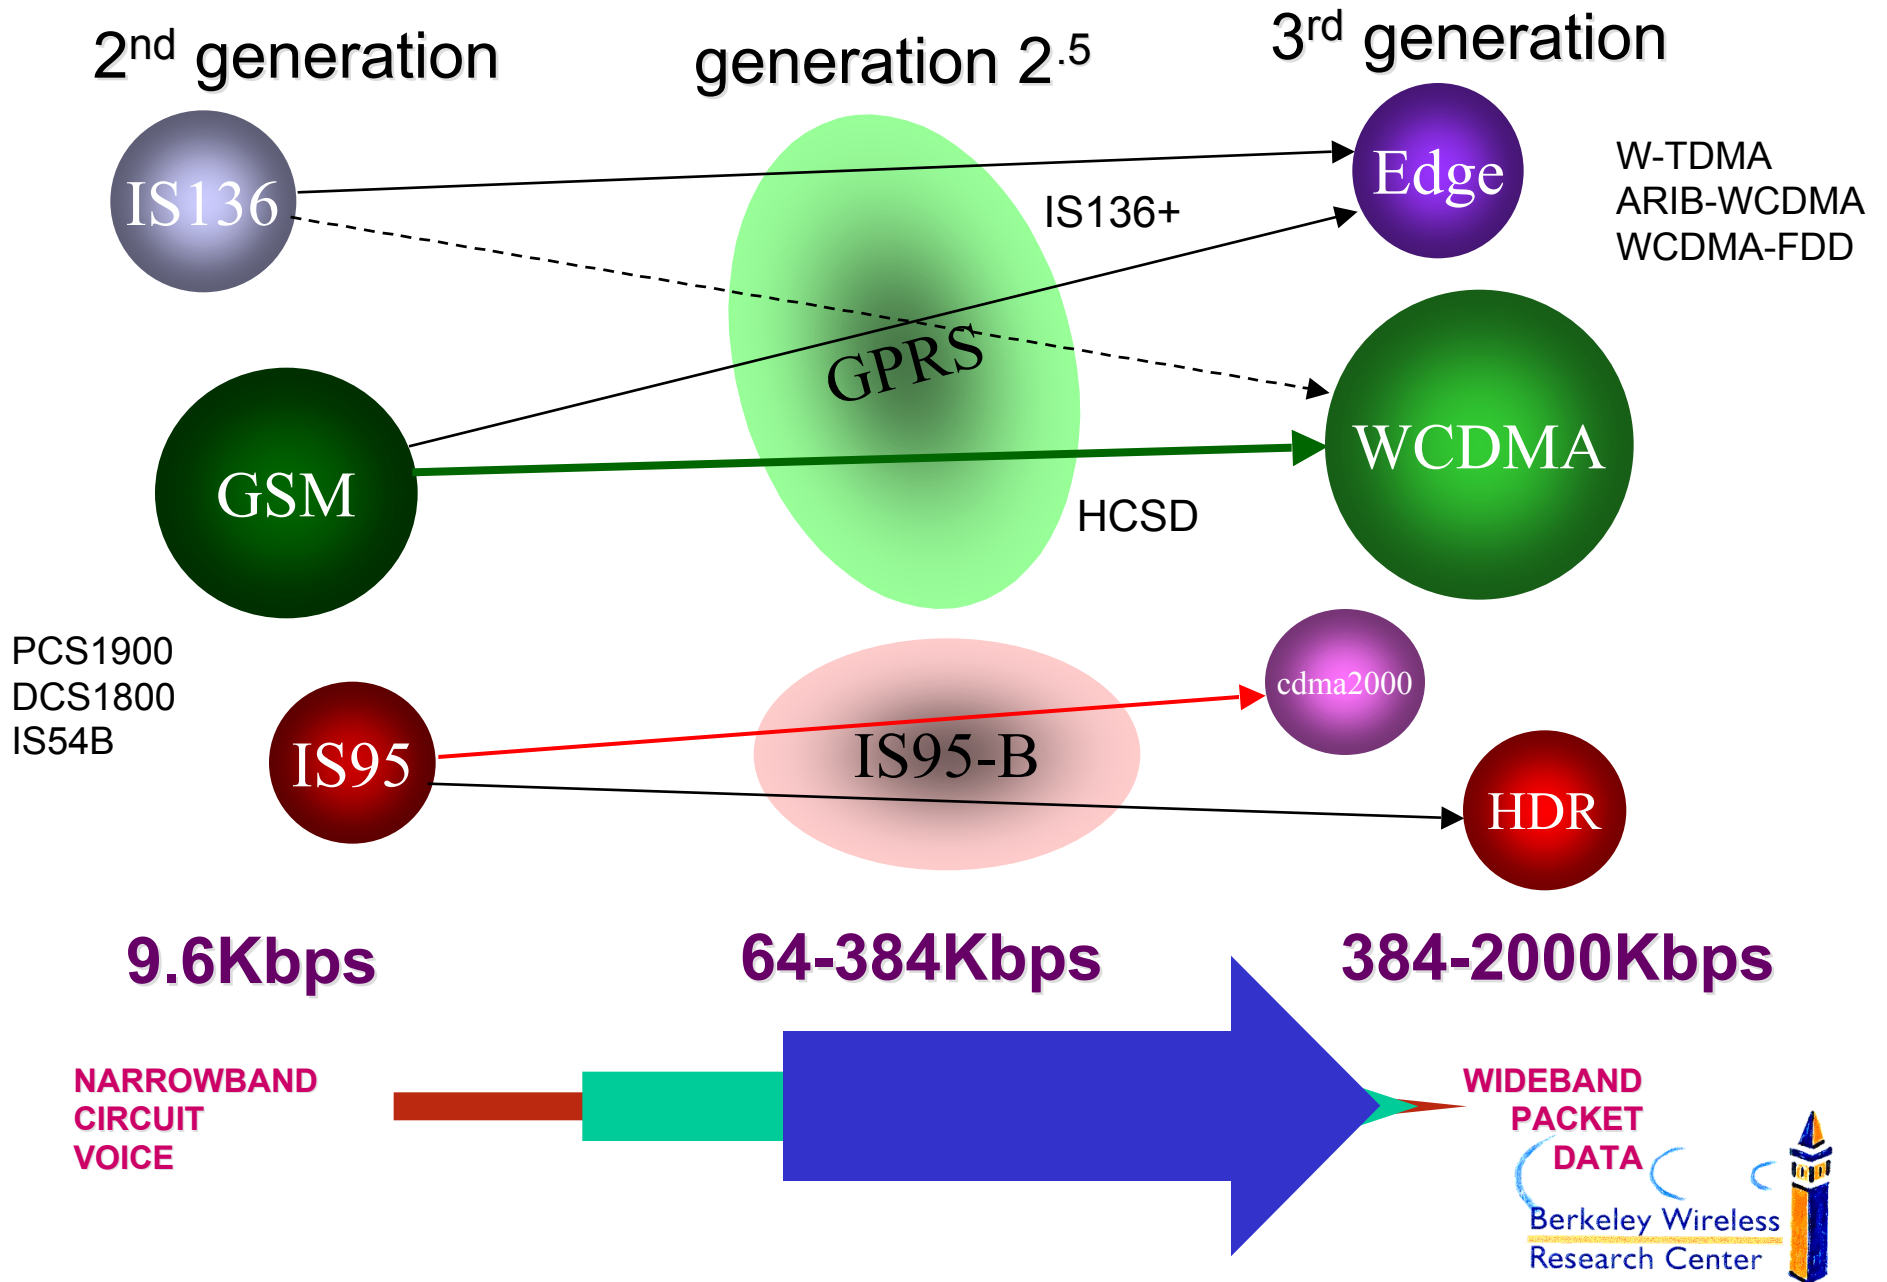 2nd generation
generation 2.5
3rd generation
IS136
Edge
W-TDMA
ARIB-WCDMA
WCDMA-FDD
IS136+
GPRS
WCDMA
GSM
HCSD
PCS1900
DCS1800
IS54B
cdma2000
IS95
IS95-B
HDR
9.6Kbps
64-384Kbps
384-2000Kbps
NARROWBAND
CIRCUIT
VOICE
WIDEBAND
PACKET
DATA
Berkeley Wireless
Research Center